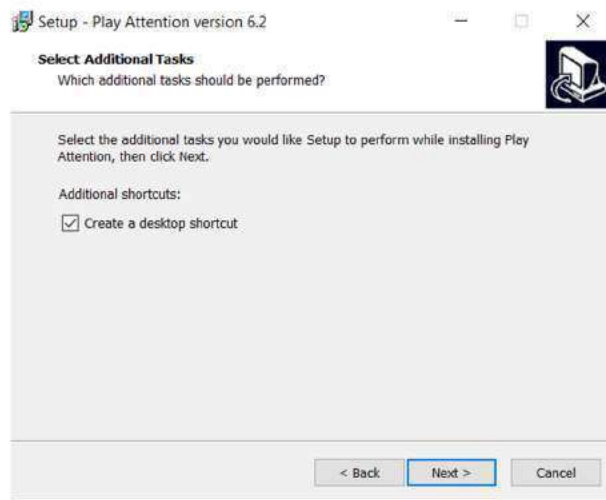 Setup - Play Attention version 6.2
Select Additional Tasks
Which additional tasks should be performed?
Select the additional tasks you would like Setup to perform while installing Play
Attention, then click Next.
Additional shortcuts:
Create a desktop shortcut
< Back Next > Cancel